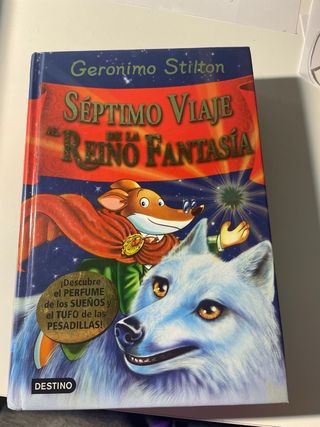 Geronimo Stilton
SÉPTIMO VIAJE
AL REINO DE LA FANTASÍA
¡Descubre
el PERFUME
de los SUEÑOS y
el TUFO de las
PESADILLAS!
DESTINO